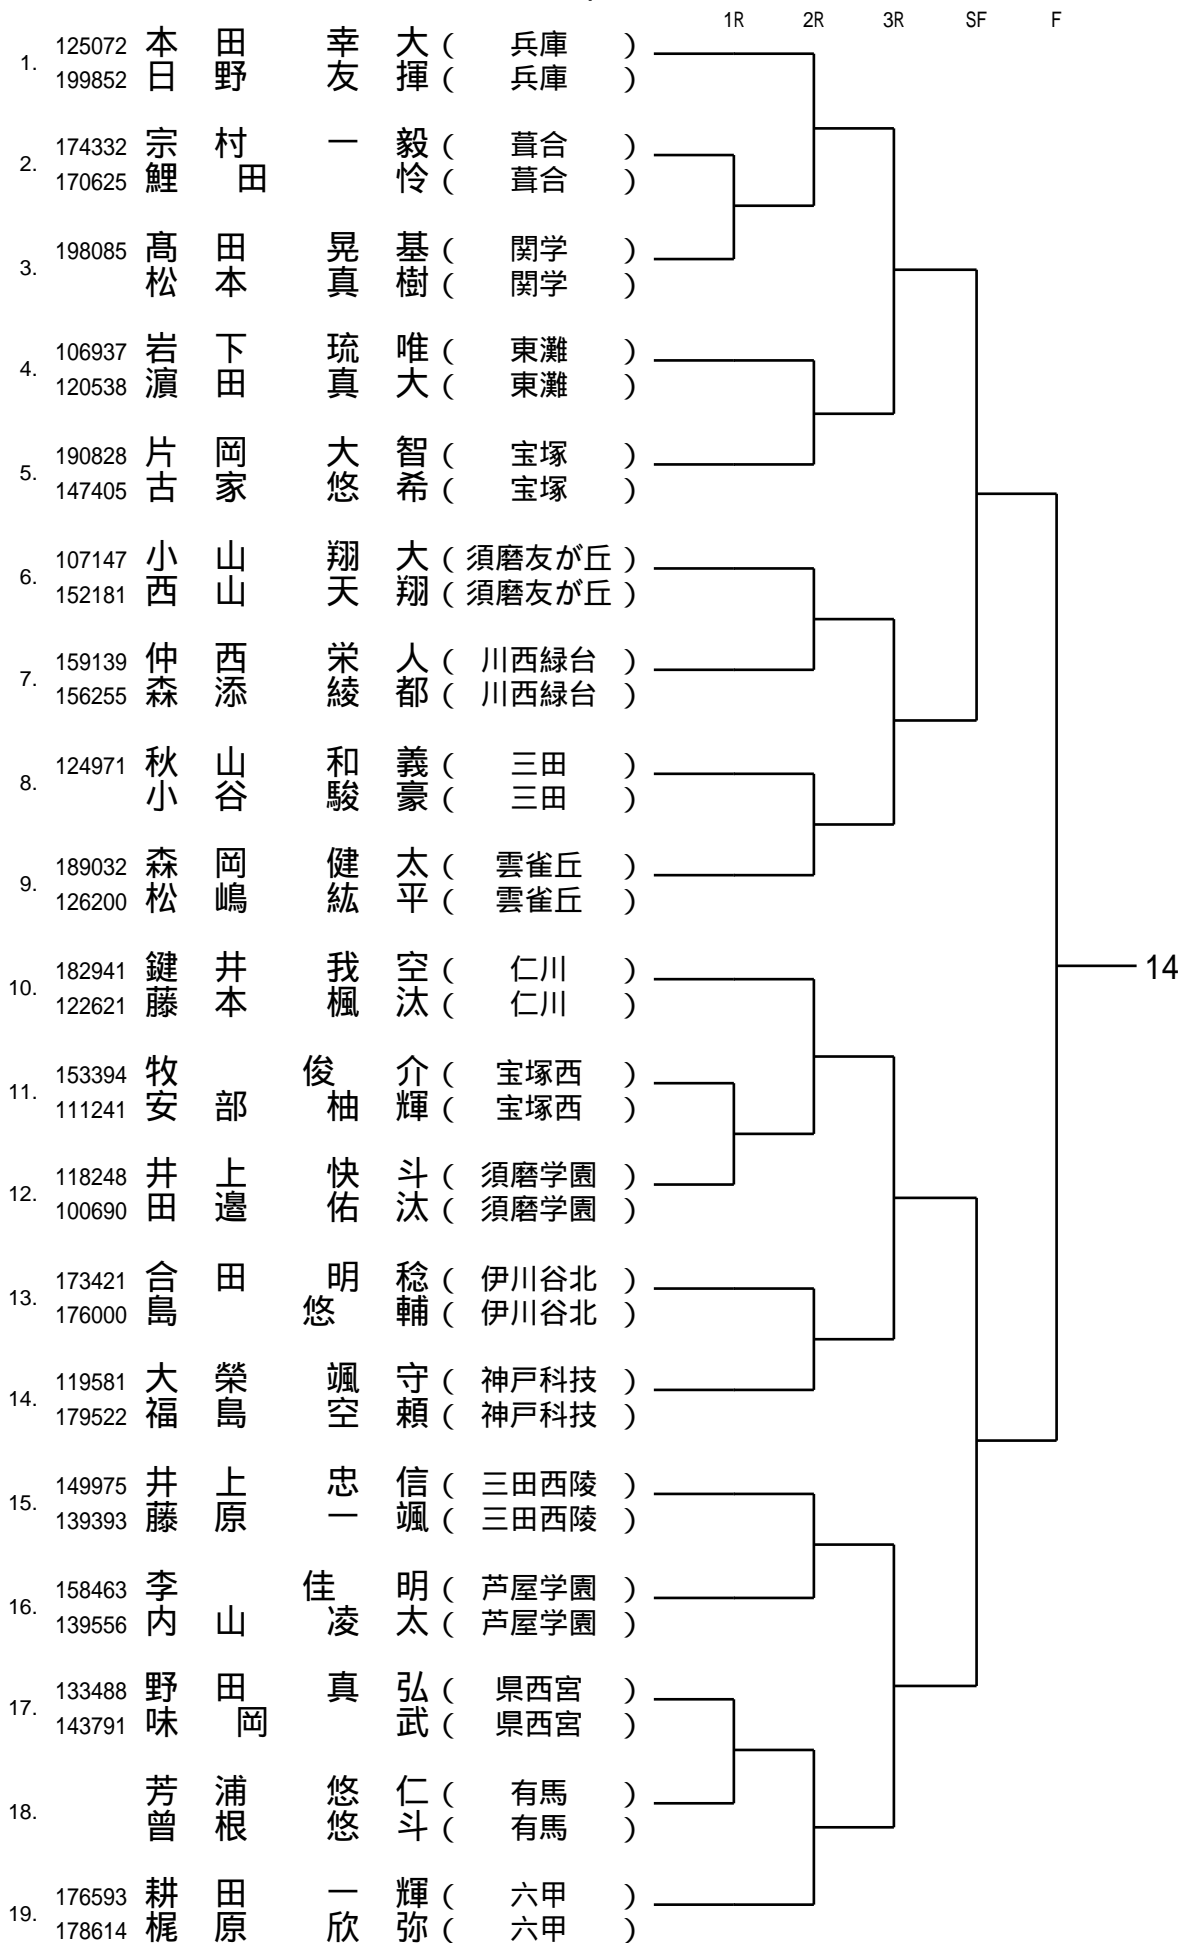 1R 2R 3R SF F
1. 125072 本田 幸大 ( 兵庫 )
199852 日野 友揮 ( 兵庫 )
2. 174332 宗村 一毅 ( 葺合 )
170625 鯉田 怜 ( 葺合 )
3. 198085 髙田 晃基 ( 関学 )
松本 真樹 ( 関学 )
4. 106937 岩下 琉唯 ( 東灘 )
120538 濵田 真大 ( 東灘 )
5. 190828 片岡 大智 ( 宝塚 )
147405 古家 悠希 ( 宝塚 )
6. 107147 小山 翔大 ( 須磨友が丘 )
152181 西山 天翔 ( 須磨友が丘 )
7. 159139 仲西 栄人 ( 川西緑台 )
156255 森添 綾都 ( 川西緑台 )
8. 124971 秋山 和義 ( 三田 )
小谷 駿豪 ( 三田 )
9. 189032 森岡 健太 ( 雲雀丘 )
126200 松嶋 紘平 ( 雲雀丘 )
10. 182941 鍵井 我空 ( 仁川 )
122621 藤本 楓汰 ( 仁川 )
14
11. 153394 牧 俊介 ( 宝塚西 )
111241 安部 柚輝 ( 宝塚西 )
12. 118248 井上 快斗 ( 須磨学園 )
100690 田邉 佑汰 ( 須磨学園 )
13. 173421 合田 明稔 ( 伊川谷北 )
176000 島 悠輔 ( 伊川谷北 )
14. 119581 大榮 颯守 ( 神戸科技 )
179522 福島 空頼 ( 神戸科技 )
15. 149975 井上 忠信 ( 三田西陵 )
139393 藤原 一颯 ( 三田西陵 )
16. 158463 李 佳明 ( 芦屋学園 )
139556 内山 凌太 ( 芦屋学園 )
17. 133488 野田 真弘 ( 県西宮 )
143791 味岡 武 ( 県西宮 )
18. 芳浦 悠仁 ( 有馬 )
曽根 悠斗 ( 有馬 )
19. 176593 耕田 一輝 ( 六甲 )
178614 梶原 欣弥 ( 六甲 )